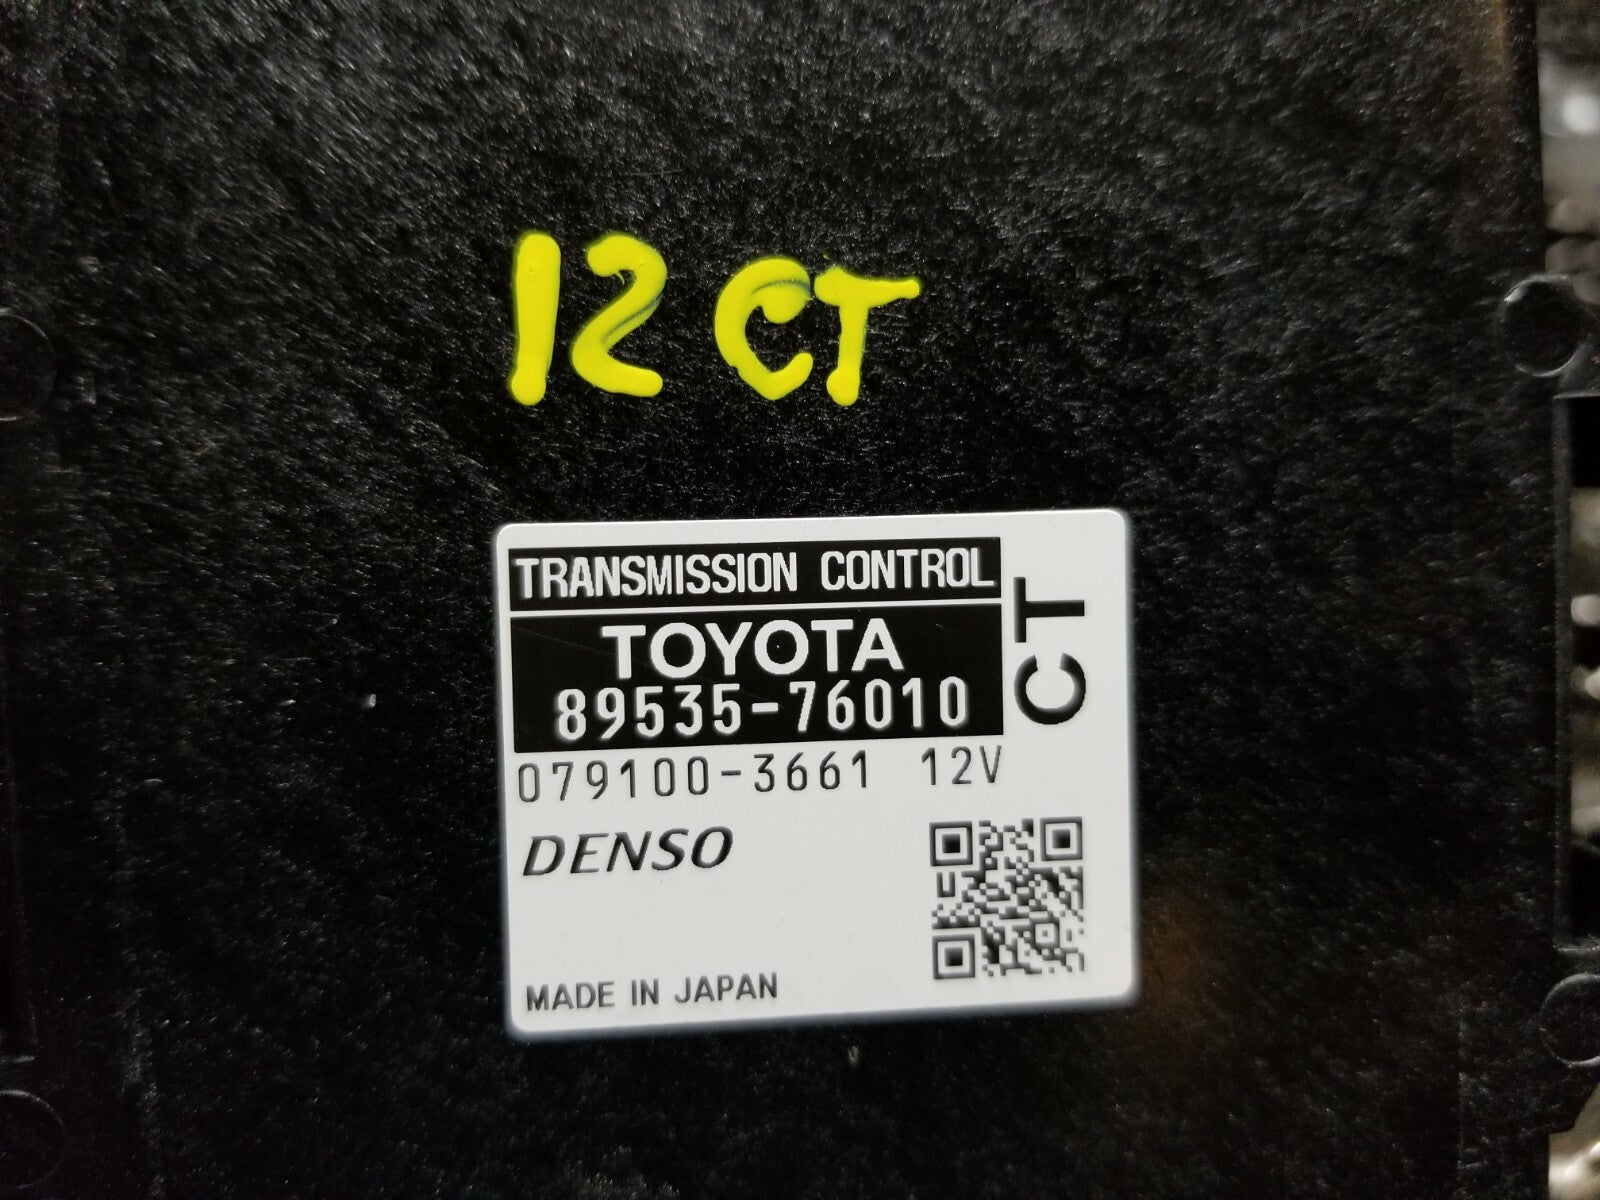 12 CT
TRANSMISSION CONTROL
TOYOTA
89535-76010
CT
079100-3661 12V
DENSO
MADE IN JAPAN